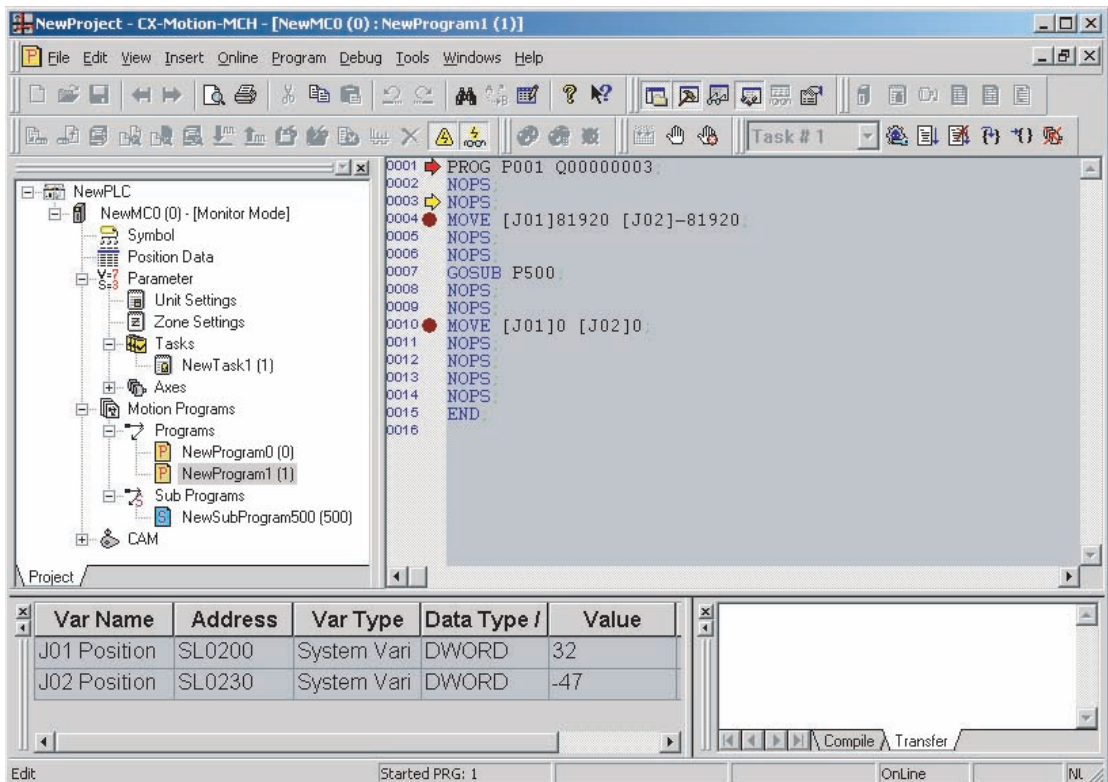 NewProject - CX-Motion-MCH - [NewMC0 (0) : NewProgram1 (1)]
File Edit View Insert Online Program Debug Tools Windows Help
Task # 1
NewPLC
NewMC0 (0) - [Monitor Mode]
Symbol
Position Data
Parameter
Unit Settings
Zone Settings
Tasks
NewTask1 (1)
Axes
Motion Programs
Programs
NewProgram0 (0)
NewProgram1 (1)
Sub Programs
NewSubProgram500 (500)
CAM
Project
0001 PROG P001 Q00000003;
0002 NOPS;
0003 NOPS;
0004 MOVE [J01]81920 [J02]-81920;
0005 NOPS;
0006 NOPS;
0007 GOSUB P500;
0008 NOPS;
0009 NOPS;
0010 MOVE [J01]0 [J02]0;
0011 NOPS;
0012 NOPS;
0013 NOPS;
0014 NOPS;
0015 END;
0016
Var Name Address Var Type Data Type / Value
J01 Position SL0200 System Vari DWORD 32
J02 Position SL0230 System Vari DWORD -47
Compile Transfer
Edit Started PRG: 1 OnLine